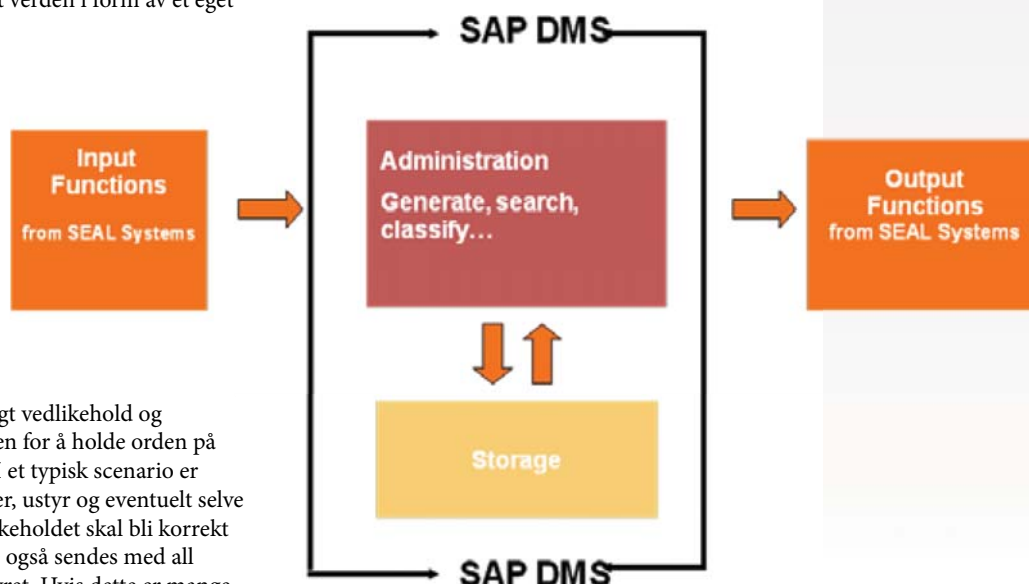 t verden i form av et eget
SAP DMS
Input
Functions
from SEAL Systems
Administration
Generate, search,
classify...
Output
Functions
from SEAL Systems
Storage
SAP DMS
gt vedlikehold og
en for å holde orden på
et typisk scenario er
er, ustyr og eventuelt selve
keholdet skal bli korrekt
også sendes med all